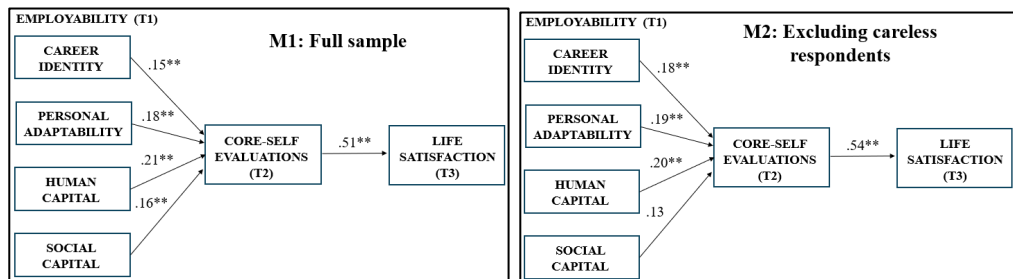 EMPLOYABILITY (T1)
M1: Full sample
CAREER
IDENTITY
.15**
PERSONAL
ADAPTABILITY
.18**
CORE-SELF
EVALUATIONS
(T2)
.51**
LIFE
SATISFACTION
(T3)
.21**
HUMAN
CAPITAL
.16**
SOCIAL
CAPITAL
EMPLOYABILITY (T1)
M2: Excluding careless
respondents
CAREER
IDENTITY
.18**
PERSONAL
ADAPTABILITY
.19**
CORE-SELF
EVALUATIONS
(T2)
.54**
LIFE
SATISFACTION
(T3)
.20**
HUMAN
CAPITAL
.13
SOCIAL
CAPITAL